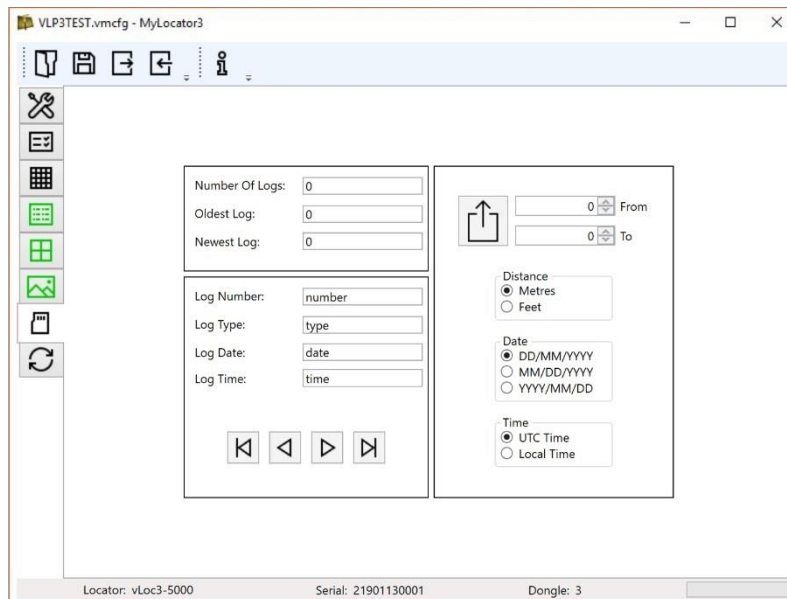 VLP3TEST.vmcfg - MyLocator3
Number Of Logs: 0
Oldest Log: 0
Newest Log: 0
Log Number: number
Log Type: type
Log Date: date
Log Time: time
0 From
0 To
Distance
Metres
Feet
Date
DD/MM/YYYY
MM/DD/YYYY
YYYY/MM/DD
Time
UTC Time
Local Time
Locator: vLoc3-5000 Serial: 21901130001 Dongle: 3